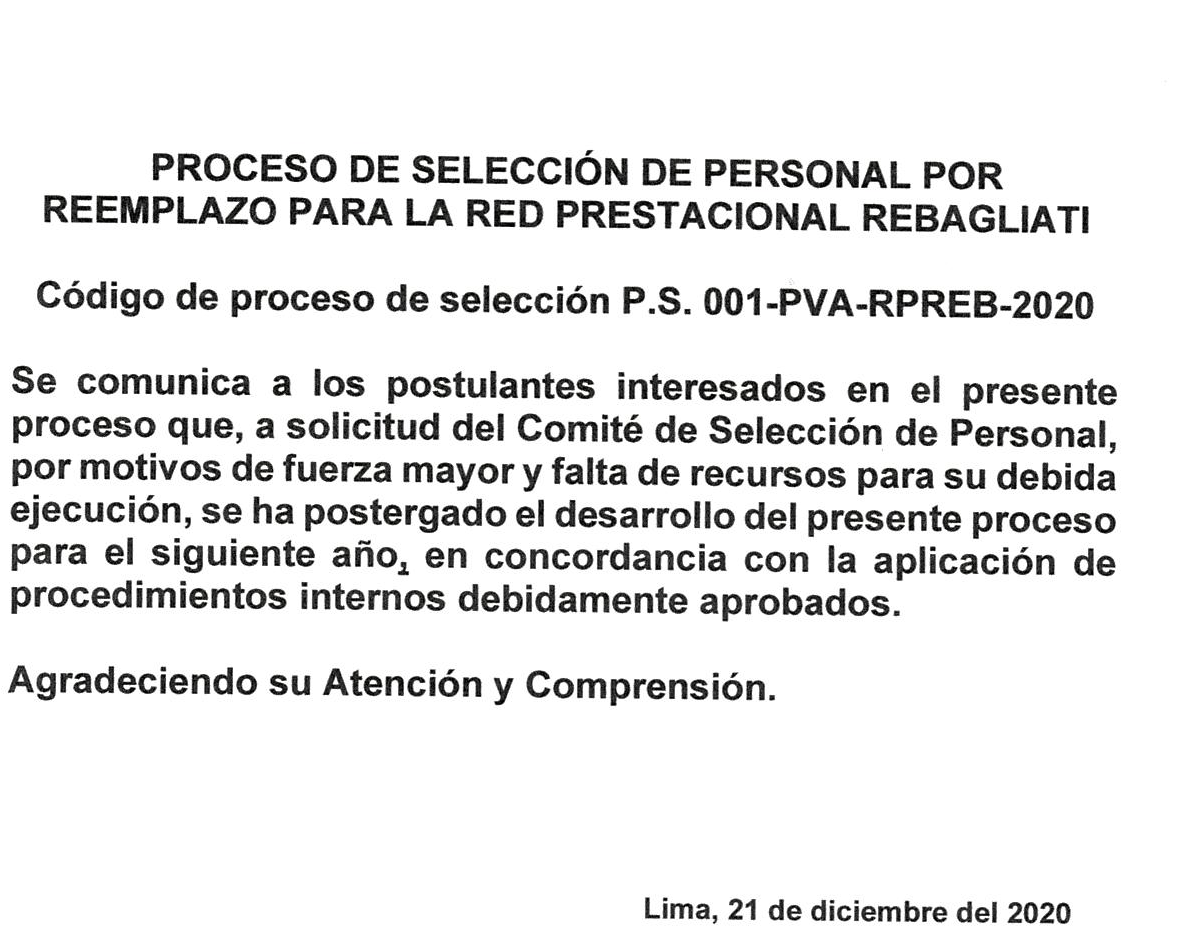 PROCESO DE SELECCIÓN DE PERSONAL POR
REEMPLAZO PARA LA RED PRESTACIONAL REBAGLIATI
Código de proceso de selección P.S. 001-PVA-RPREB-2020
Se comunica a los postulantes interesados en el presente
proceso que, a solicitud del Comité de Selección de Personal,
por motivos de fuerza mayor y falta de recursos para su debida
ejecución, se ha postergado el desarrollo del presente proceso
para el siguiente año, en concordancia con la aplicación de
procedimientos internos debidamente aprobados.
Agradeciendo su Atención y Comprensión.
Lima, 21 de diciembre del 2020